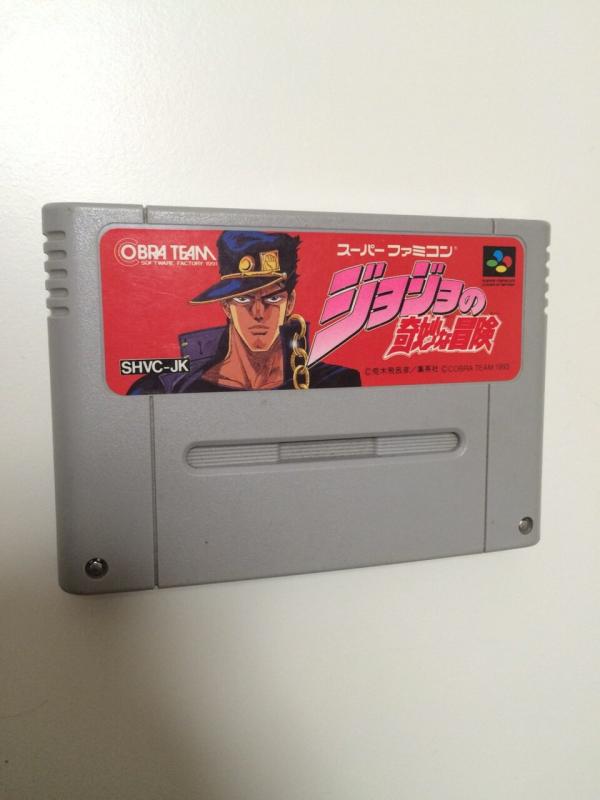 COBRA TEAM
SOFTWARE FACTORY 1991
スーパーファミコン®
ジョジョの
奇妙な冒険
SHVC-JK
©荒木飛呂彦／集英社 ©COBRA TEAM 1993